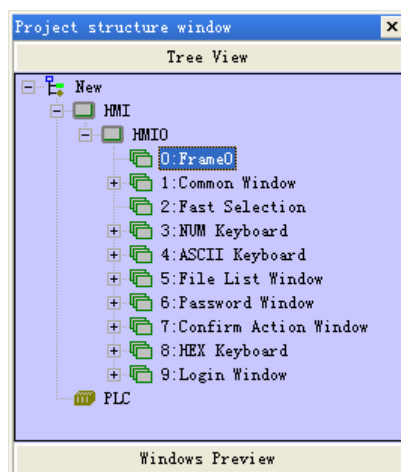 Project structure window
Tree View
New
HMI
HMI0
0:Frame0
1:Common Window
2:Fast Selection
3:NUM Keyboard
4:ASCII Keyboard
5:File List Window
6:Password Window
7:Confirm Action Window
8:HEX Keyboard
9:Login Window
PLC
Windows Preview